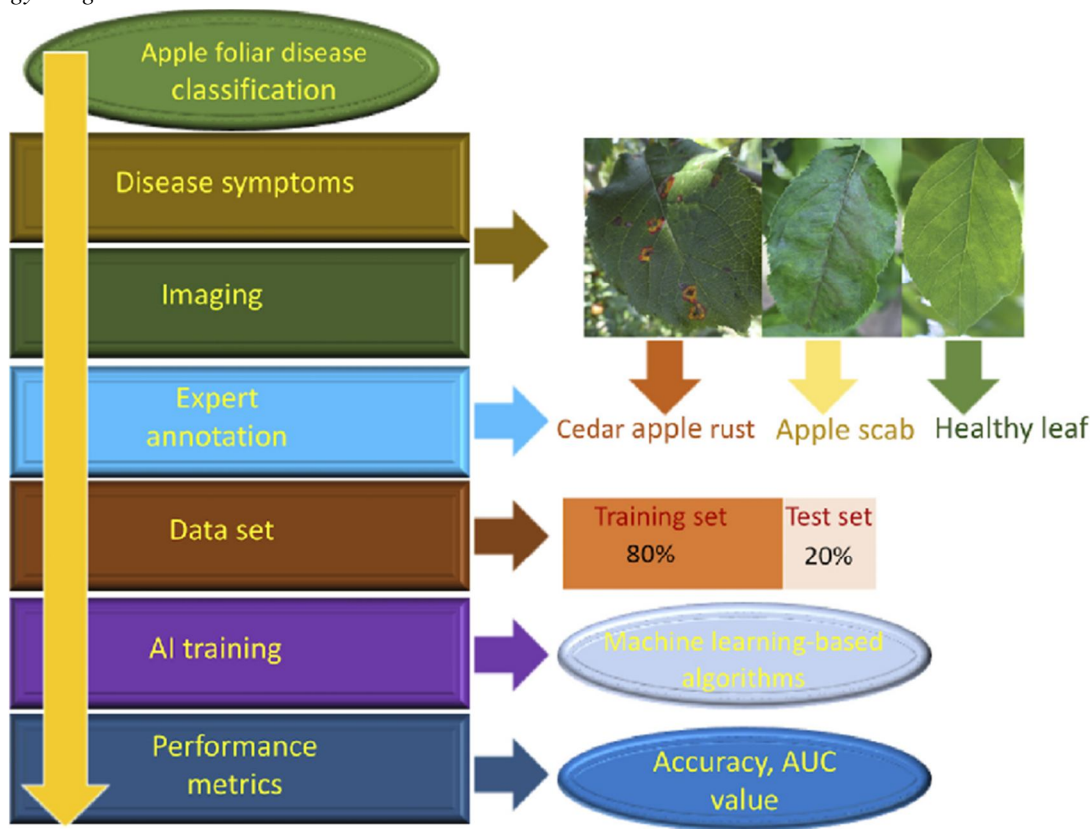 Apple foliar disease
classification
Disease symptoms
Imaging
Expert
annotation
Cedar apple rust
Apple scab
Healthy leaf
Data set
Training set
80%
Test set
20%
AI training
Machine learning-based
algorithms
Performance
metrics
Accuracy, AUC
value